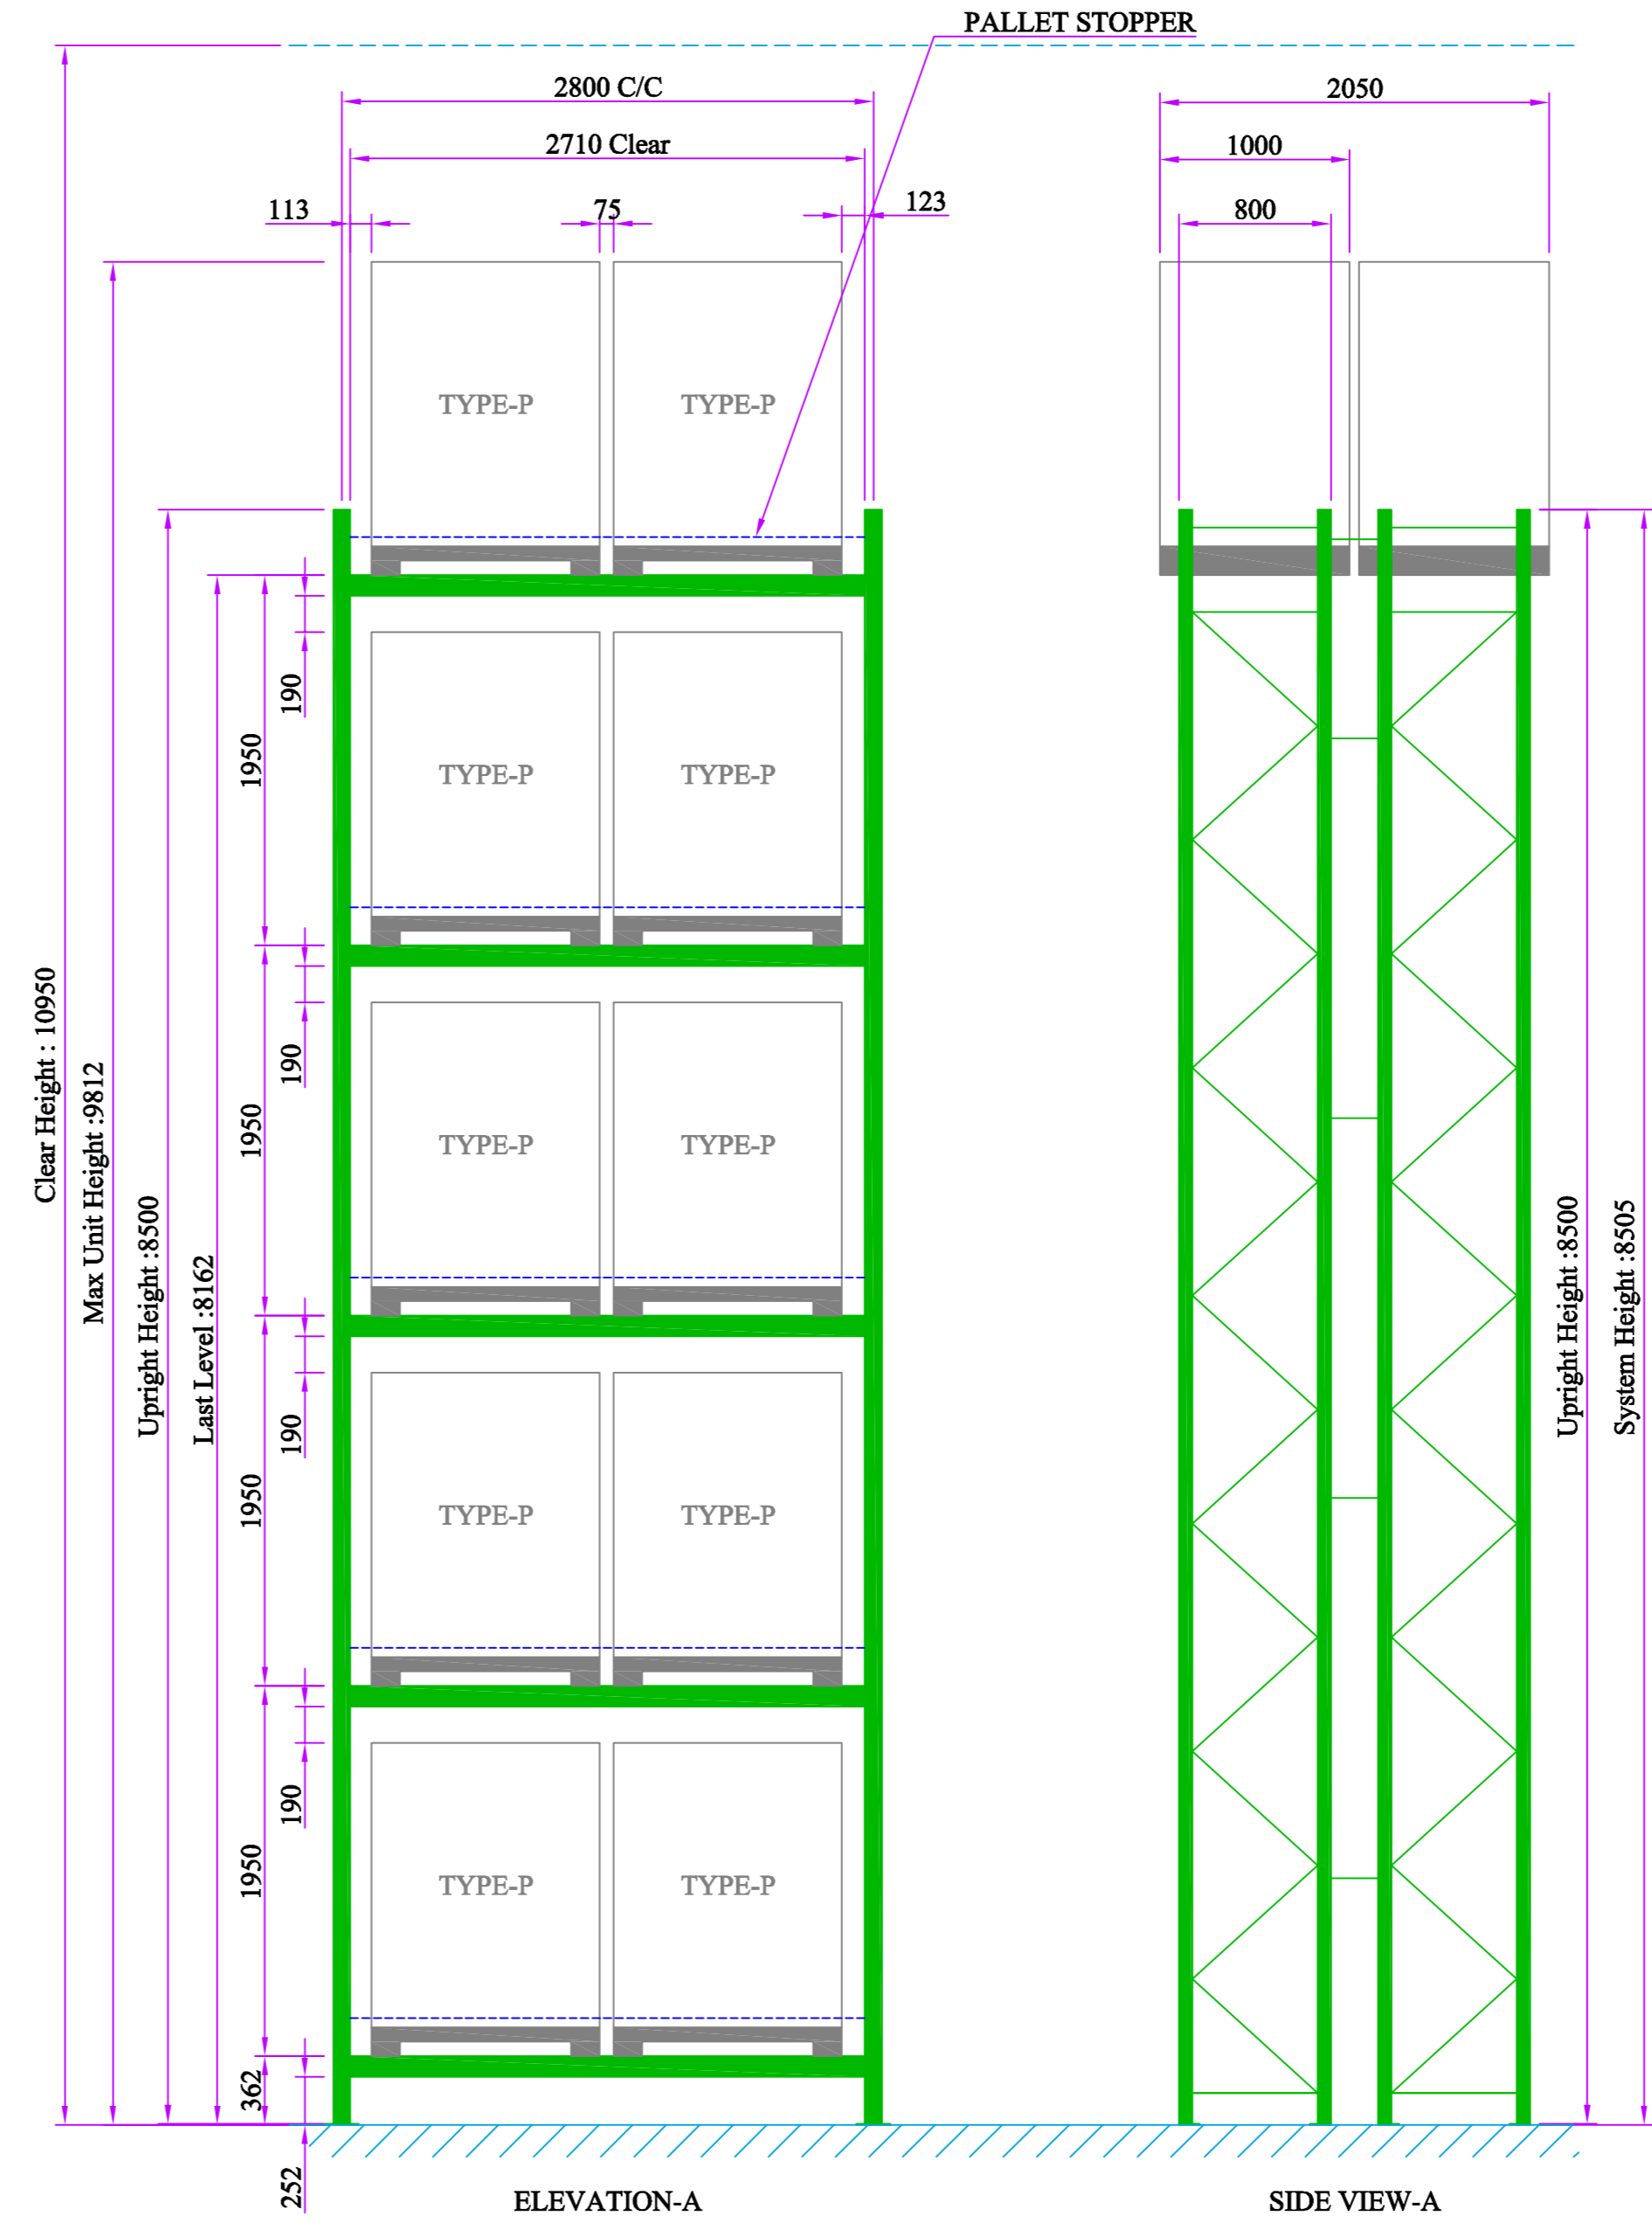 PALLET STOPPER
2800 C/C
2050
2710 Clear
1000
113
75
123
800
TYPE-P TYPE-P
190
1950
TYPE-P TYPE-P
190
1950
TYPE-P TYPE-P
190
1950
TYPE-P TYPE-P
190
1950
TYPE-P TYPE-P
362
252
Clear Height : 10950
Max Unit Height :9812
Upright Height :8500
Last Level :8162
Upright Height :8500
System Height :8505
ELEVATION-A
SIDE VIEW-A